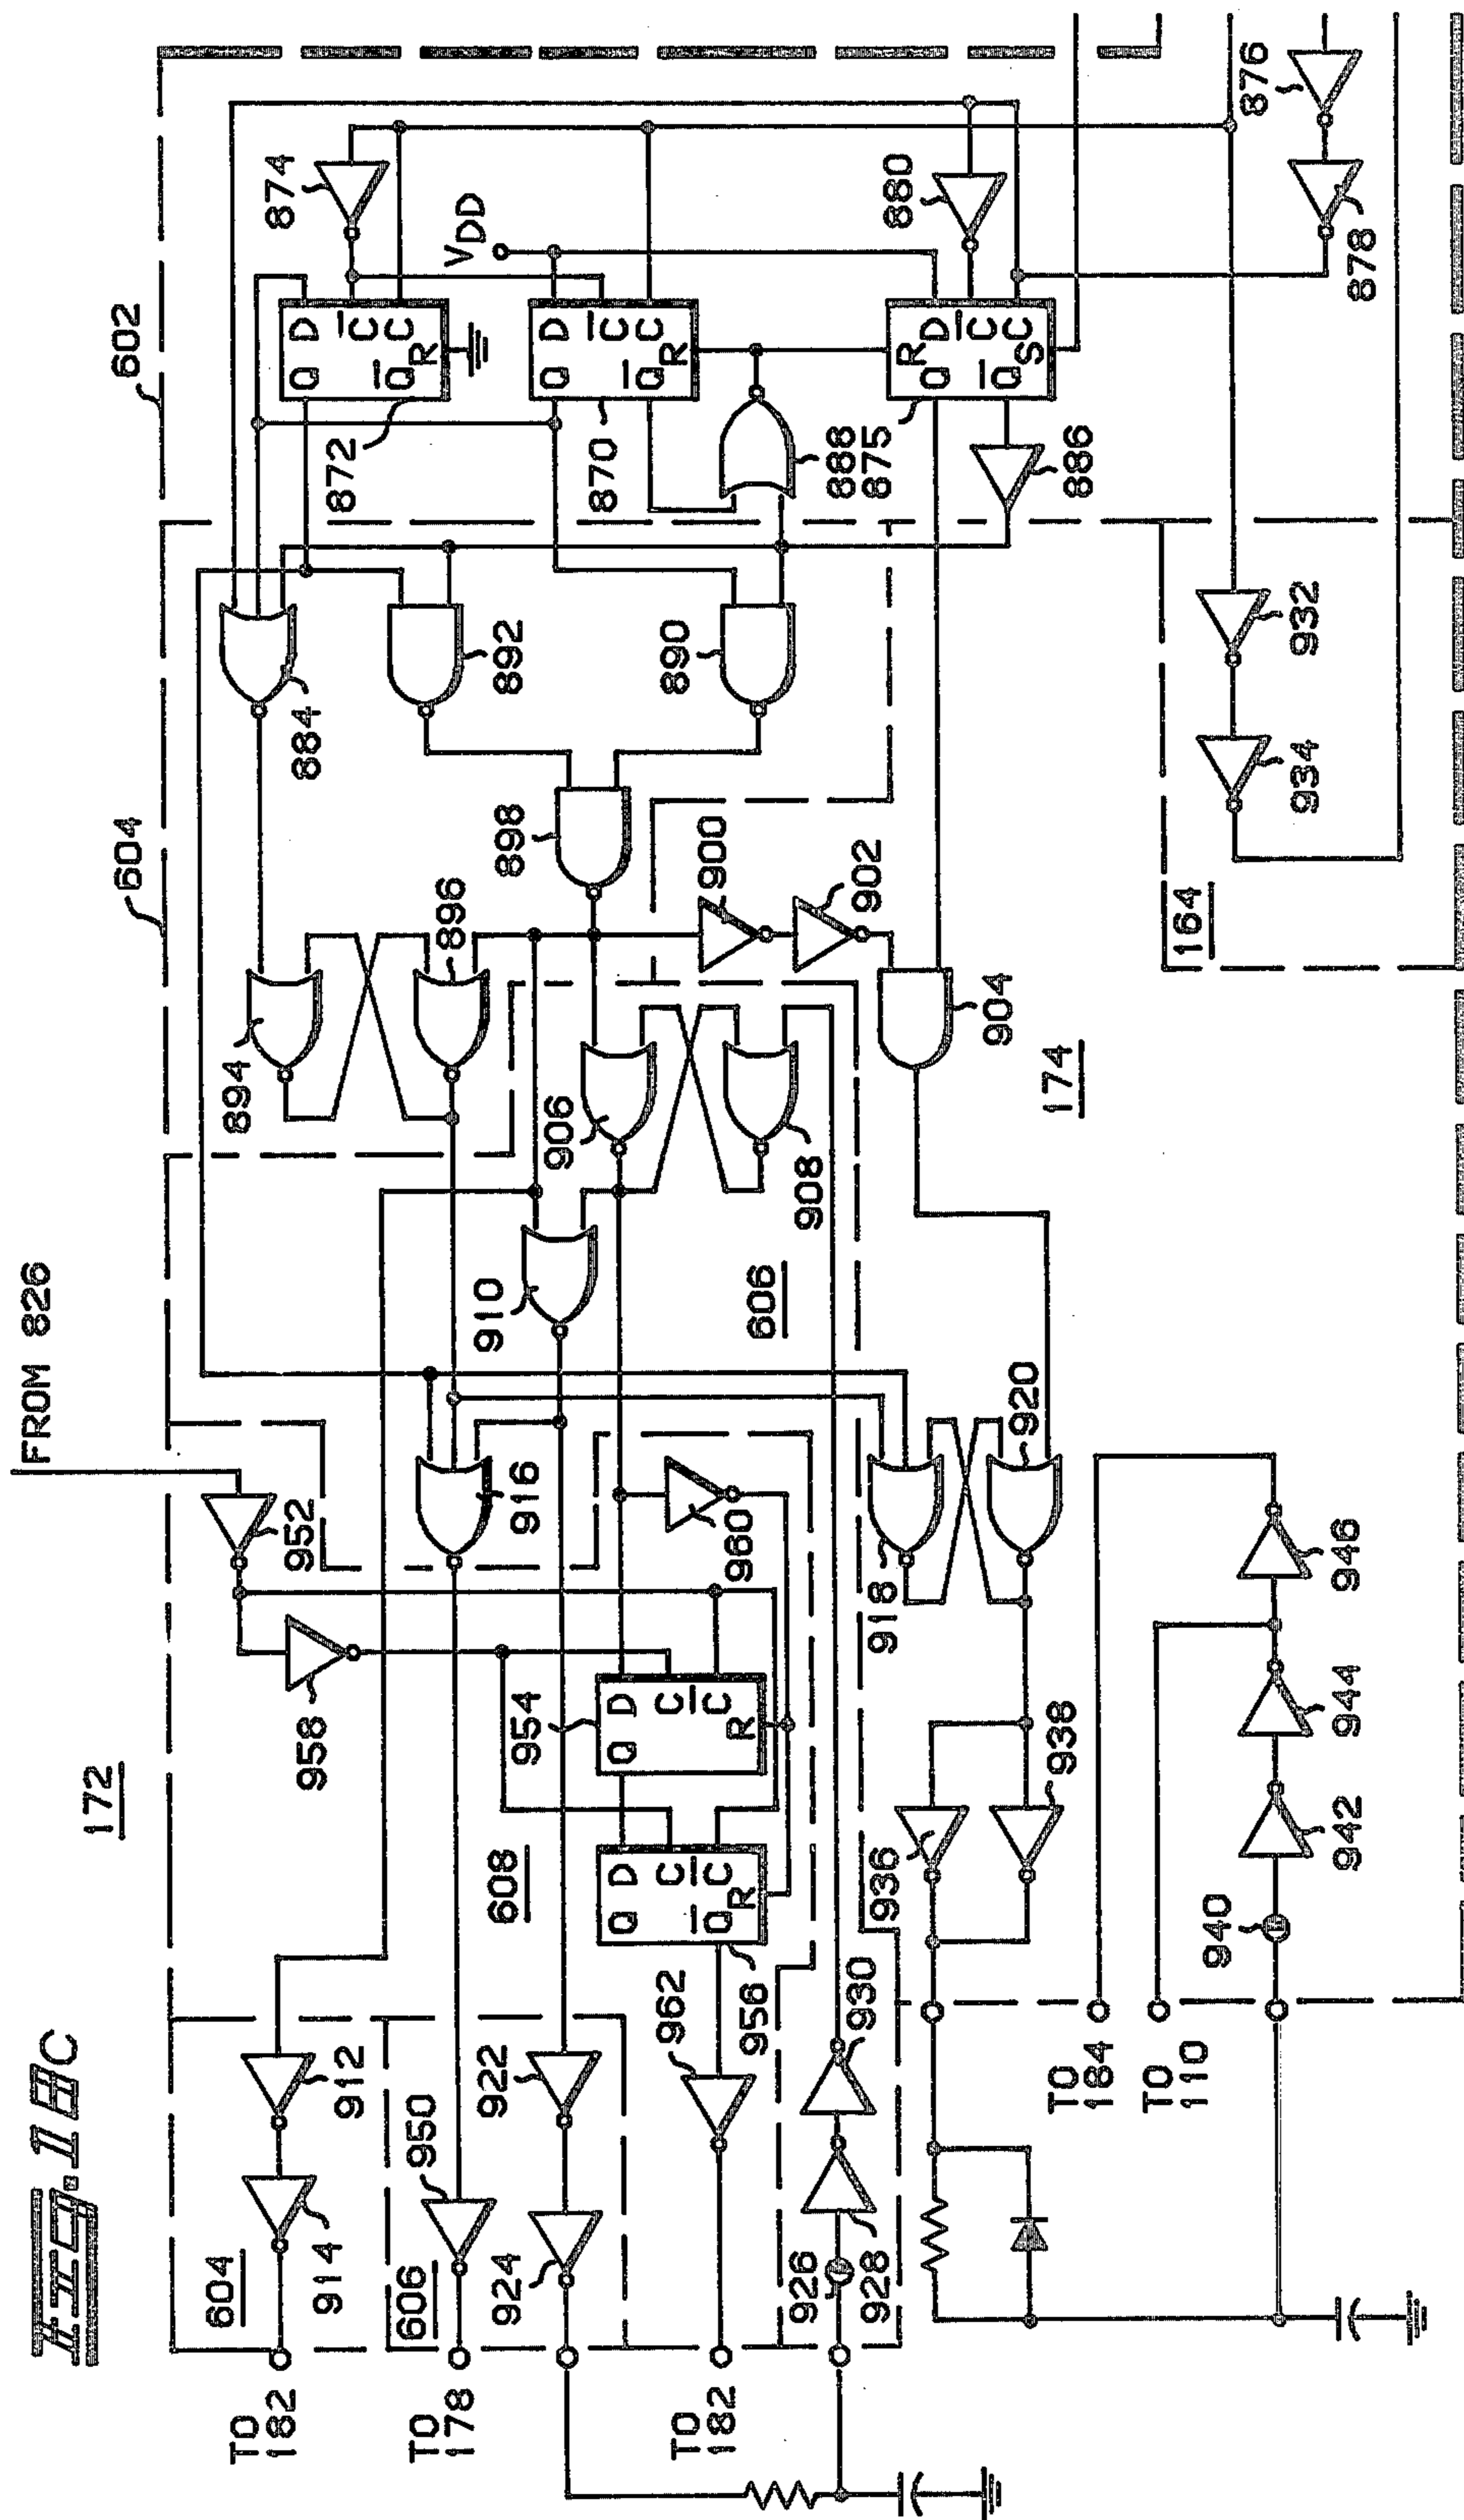 Fig. 18C
172
FROM 826
604
602
874
VDD
D
C
C
Q
Q
R
872
D
C
C
Q
Q
R
870
880
R
D
C
C
Q
Q
S
888
875
886
876
878
884
892
890
898
894
896
900
902
904
906
908
910
606
174
164
932
934
952
916
960
918
920
958
954
Q
D
C
C
R
608
Q
D
C
C
Q
R
956
962
936
938
946
944
942
940
TO
184
TO
110
912
914
604
950
606
922
924
926
928
930
TO
182
TO
178
TO
182